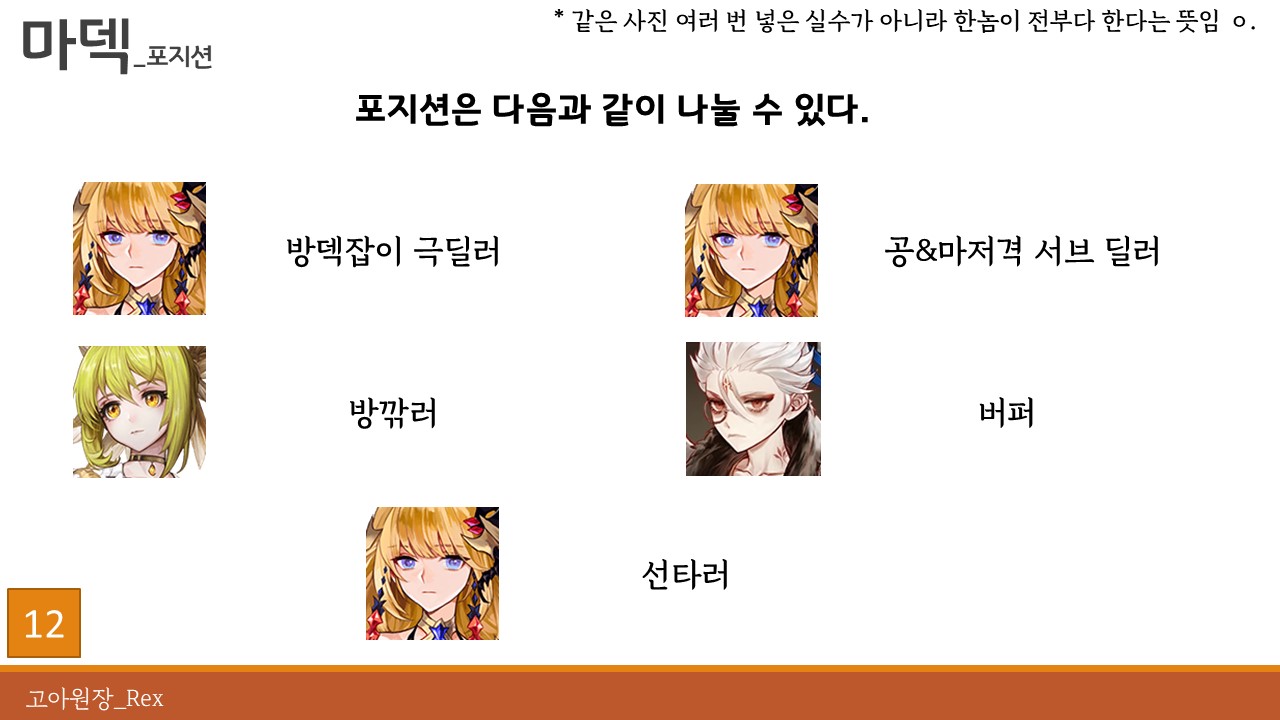 * 같은 사진 여러 번 넣은 실수가 아니라 한놈이 전부다 한다는 뜻임 ㅇ.
마덱_포지션
포지션은 다음과 같이 나눌 수 있다.
방덱잡이 극딜러
공&마저격 서브 딜러
방깎러
버퍼
선타러
12
고아원장_Rex